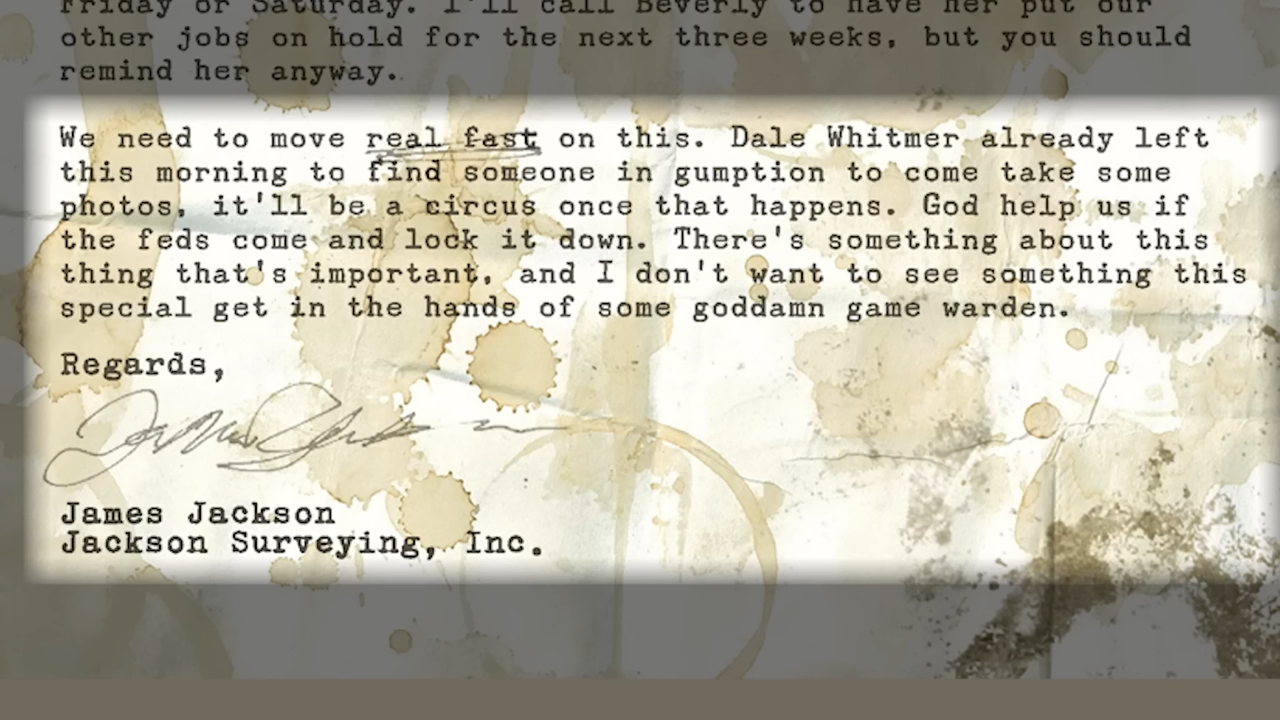 Friday or Saturday. I'll call Beverly to have her put our
other jobs on hold for the next three weeks, but you should
remind her anyway.
We need to move real fast on this. Dale Whitmer already left
this morning to find someone in gumption to come take some
photos, it'll be a circus once that happens. God help us if
the feds come and lock it down. There's something about this
thing that's important, and I don't want to see something this
special get in the hands of some goddamn game warden.
Regards,
James Jackson
James Jackson
Jackson Surveying, Inc.